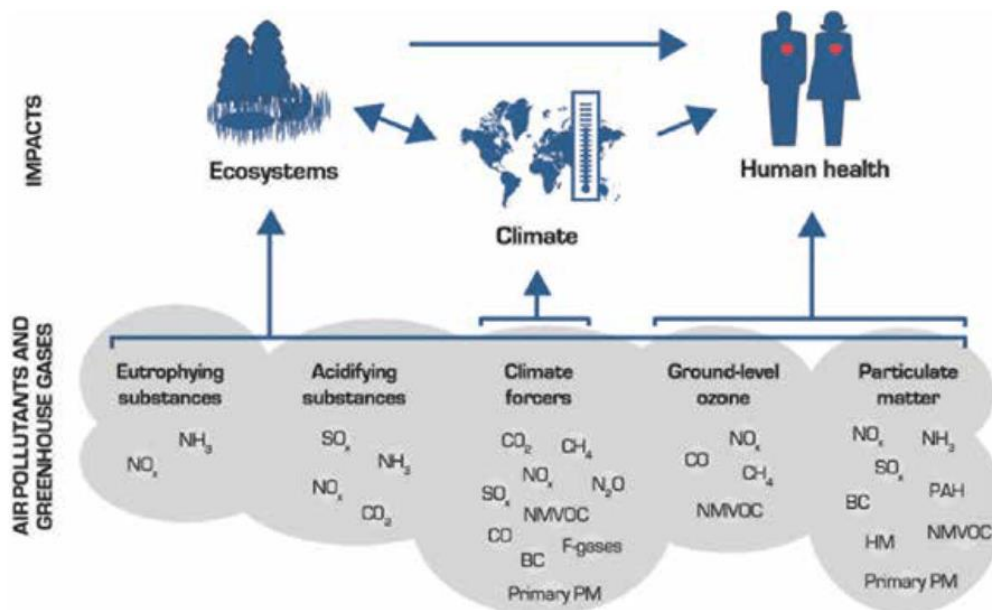 IMPACTS
Ecosystems
Climate
Human health
AIR POLLUTANTS AND
GREENHOUSE GASES
Eutrophying
substances
NH₃
NOₓ
Acidifying
substances
SOₓ
NH₃
NOₓ
CO₂
Climate
forcers
CO₂
CH₄
NOₓ
N₂O
SOₓ
NMVOC
CO
F-gases
BC
Primary PM
Ground-level
ozone
NOₓ
CO
CH₄
NMVOC
Particulate
matter
NOₓ
NH₃
SOₓ
PAH
BC
NMVOC
HM
Primary PM